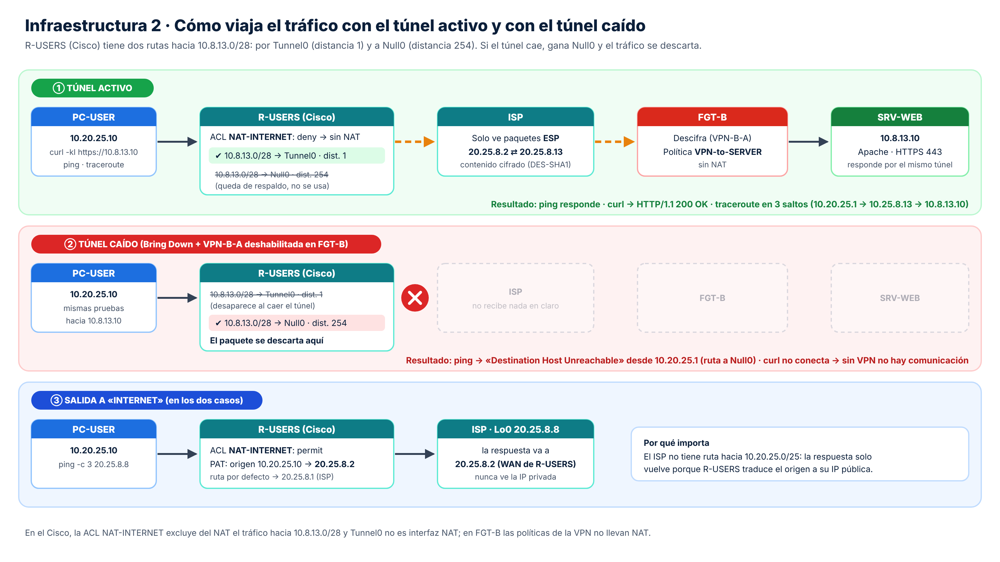 Infraestructura 2 · Cómo viaja el tráfico con el túnel activo y con el túnel caído
R-USERS (Cisco) tiene dos rutas hacia 10.8.13.0/28: por Tunnel0 (distancia 1) y a Null0 (distancia 254). Si el túnel cae, gana Null0 y el tráfico se descarta.
① TÚNEL ACTIVO
PC-USER
10.20.25.10
curl -kI https://10.8.13.10
ping · traceroute
R-USERS (Cisco)
ACL NAT-INTERNET: deny → sin NAT
✔ 10.8.13.0/28 → Tunnel0 · dist. 1
10.8.13.0/28 → Null0 · dist. 254
(queda de respaldo, no se usa)
ISP
Solo ve paquetes ESP
20.25.8.2 ⇄ 20.25.8.13
contenido cifrado (DES-SHA1)
FGT-B
Descifra (VPN-B-A)
Política VPN-to-SERVER
sin NAT
SRV-WEB
10.8.13.10
Apache · HTTPS 443
responde por el mismo túnel
Resultado: ping responde · curl → HTTP/1.1 200 OK · traceroute en 3 saltos (10.20.25.1 → 10.25.8.13 → 10.8.13.10)
② TÚNEL CAÍDO (Bring Down + VPN-B-A deshabilitada en FGT-B)
PC-USER
10.20.25.10
mismas pruebas
hacia 10.8.13.10
R-USERS (Cisco)
10.8.13.0/28 → Tunnel0 · dist. 1
(desaparece al caer el túnel)
✔ 10.8.13.0/28 → Null0 · dist. 254
El paquete se descarta aquí
ISP
no recibe nada en claro
FGT-B
SRV-WEB
Resultado: ping → «Destination Host Unreachable» desde 10.20.25.1 (ruta a Null0) · curl no conecta → sin VPN no hay comunicación
③ SALIDA A «INTERNET» (en los dos casos)
PC-USER
10.20.25.10
ping -c 3 20.25.8.8
R-USERS (Cisco)
ACL NAT-INTERNET: permit
PAT: origen 10.20.25.10 → 20.25.8.2
ruta por defecto → 20.25.8.1 (ISP)
ISP · Lo0 20.25.8.8
la respuesta va a
20.25.8.2 (WAN de R-USERS)
nunca ve la IP privada
Por qué importa
El ISP no tiene ruta hacia 10.20.25.0/25: la respuesta solo
vuelve porque R-USERS traduce el origen a su IP pública.
En el Cisco, la ACL NAT-INTERNET excluye del NAT el tráfico hacia 10.8.13.0/28 y Tunnel0 no es interfaz NAT; en FGT-B las políticas de la VPN no llevan NAT.